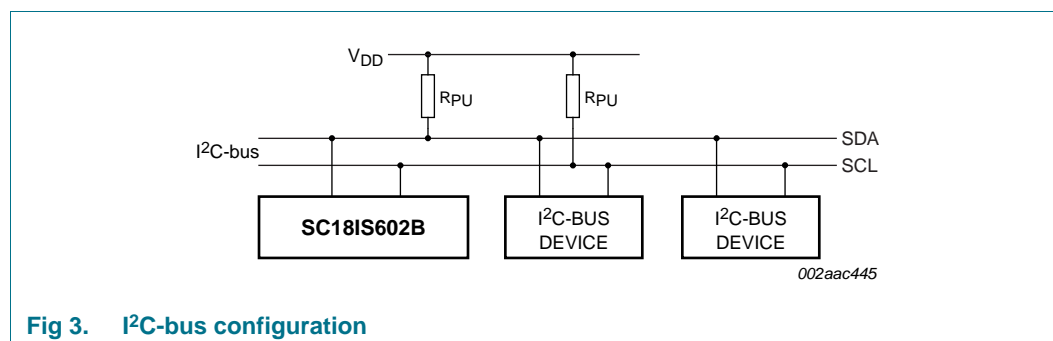 VDD
RPU RPU
SDA
I2C-bus
SCL
SC18IS602B
I2C-BUS
DEVICE
I2C-BUS
DEVICE
002aac445
Fig 3. I2C-bus configuration